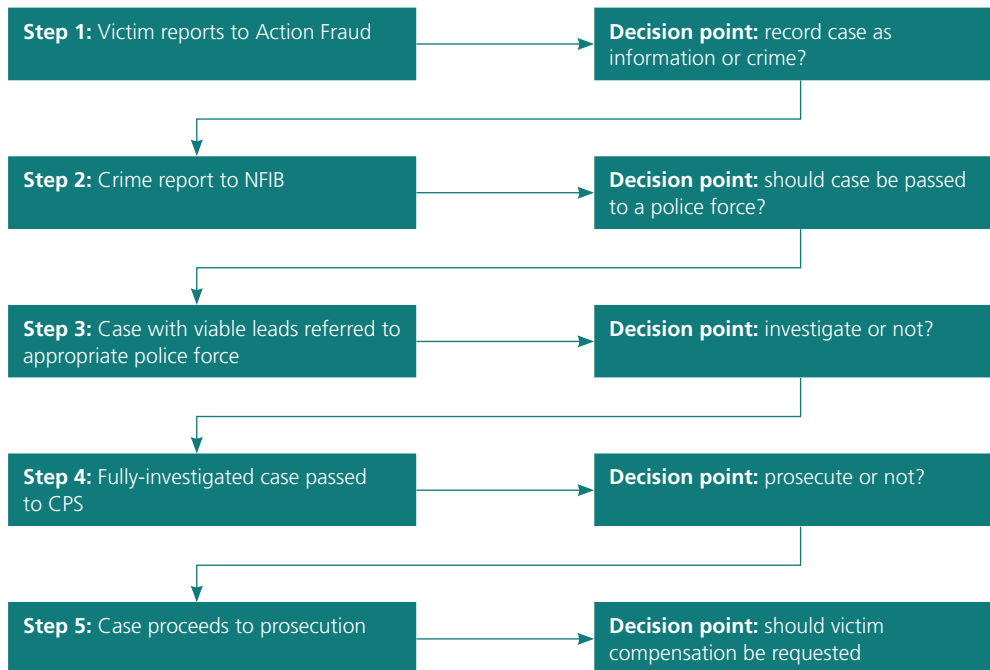 Step 1: Victim reports to Action Fraud
Decision point: record case as
information or crime?
Step 2: Crime report to NFIB
Decision point: should case be passed
to a police force?
Step 3: Case with viable leads referred to
appropriate police force
Decision point: investigate or not?
Step 4: Fully-investigated case passed
to CPS
Decision point: prosecute or not?
Step 5: Case proceeds to prosecution
Decision point: should victim
compensation be requested